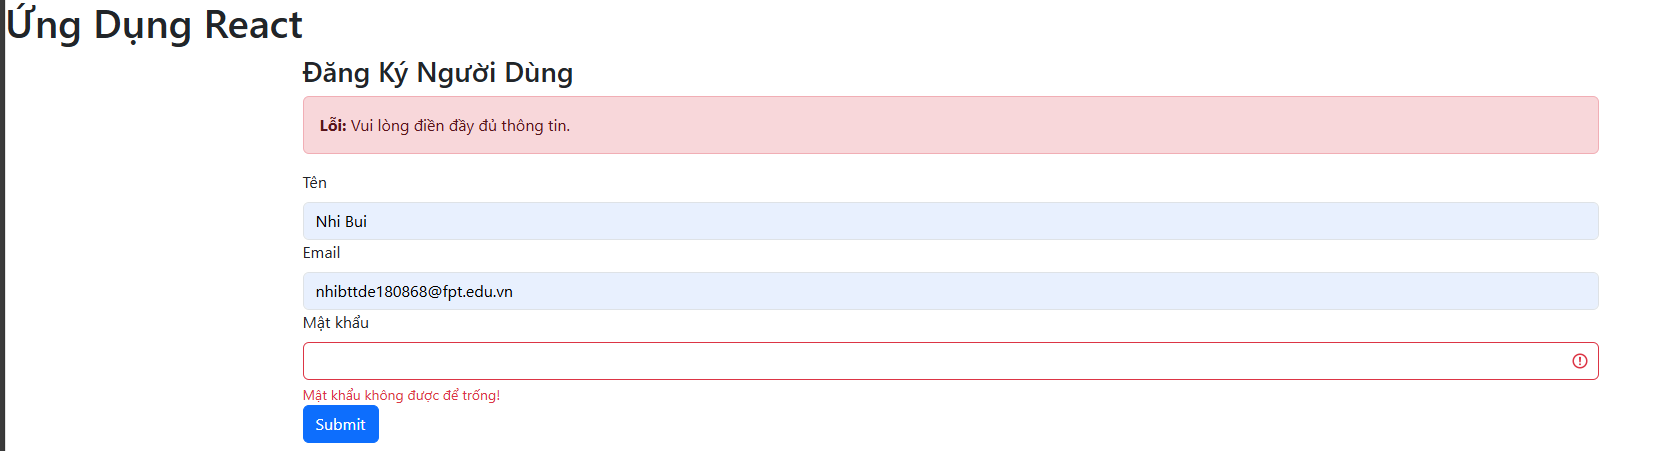 Ứng Dụng React
Đăng Ký Người Dùng
Lỗi: Vui lòng điền đầy đủ thông tin.
Tên
Nhi Bui
Email
nhibttde180868@fpt.edu.vn
Mật khẩu
Mật khẩu không được để trống!
Submit